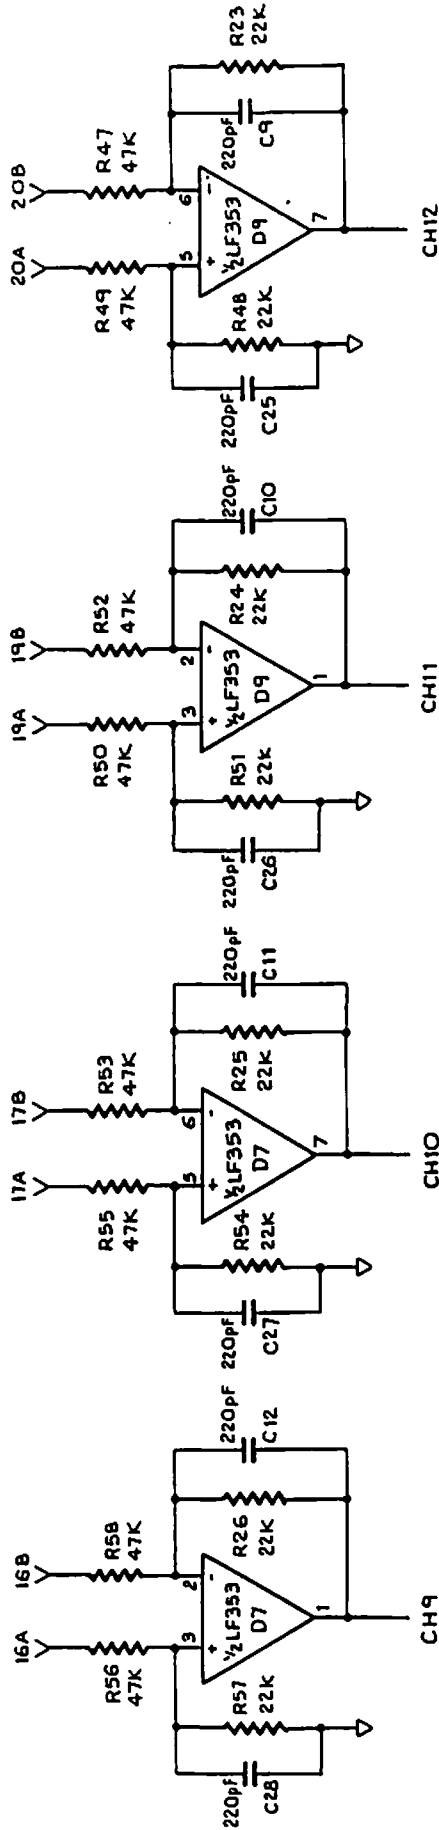 16A
16B
R56
47K
R58
47K
3
2
+
-
½LF353
D7
1
220pF
C28
R57
22K
R26
22K
220pF
C12
CH9
17A
17B
R55
47K
R53
47K
5
6
+
-
½LF353
D7
7
220pF
C27
R54
22K
R25
22K
220pF
C11
CH10
19A
19B
R50
47K
R52
47K
3
2
+
-
½LF353
D9
1
220pF
C26
R51
22K
R24
22K
220pF
C10
CH11
20A
20B
R49
47K
R47
47K
5
6
+
-
½LF353
D9
7
220pF
C25
R48
22K
220pF
C9
R23
22K
CH12